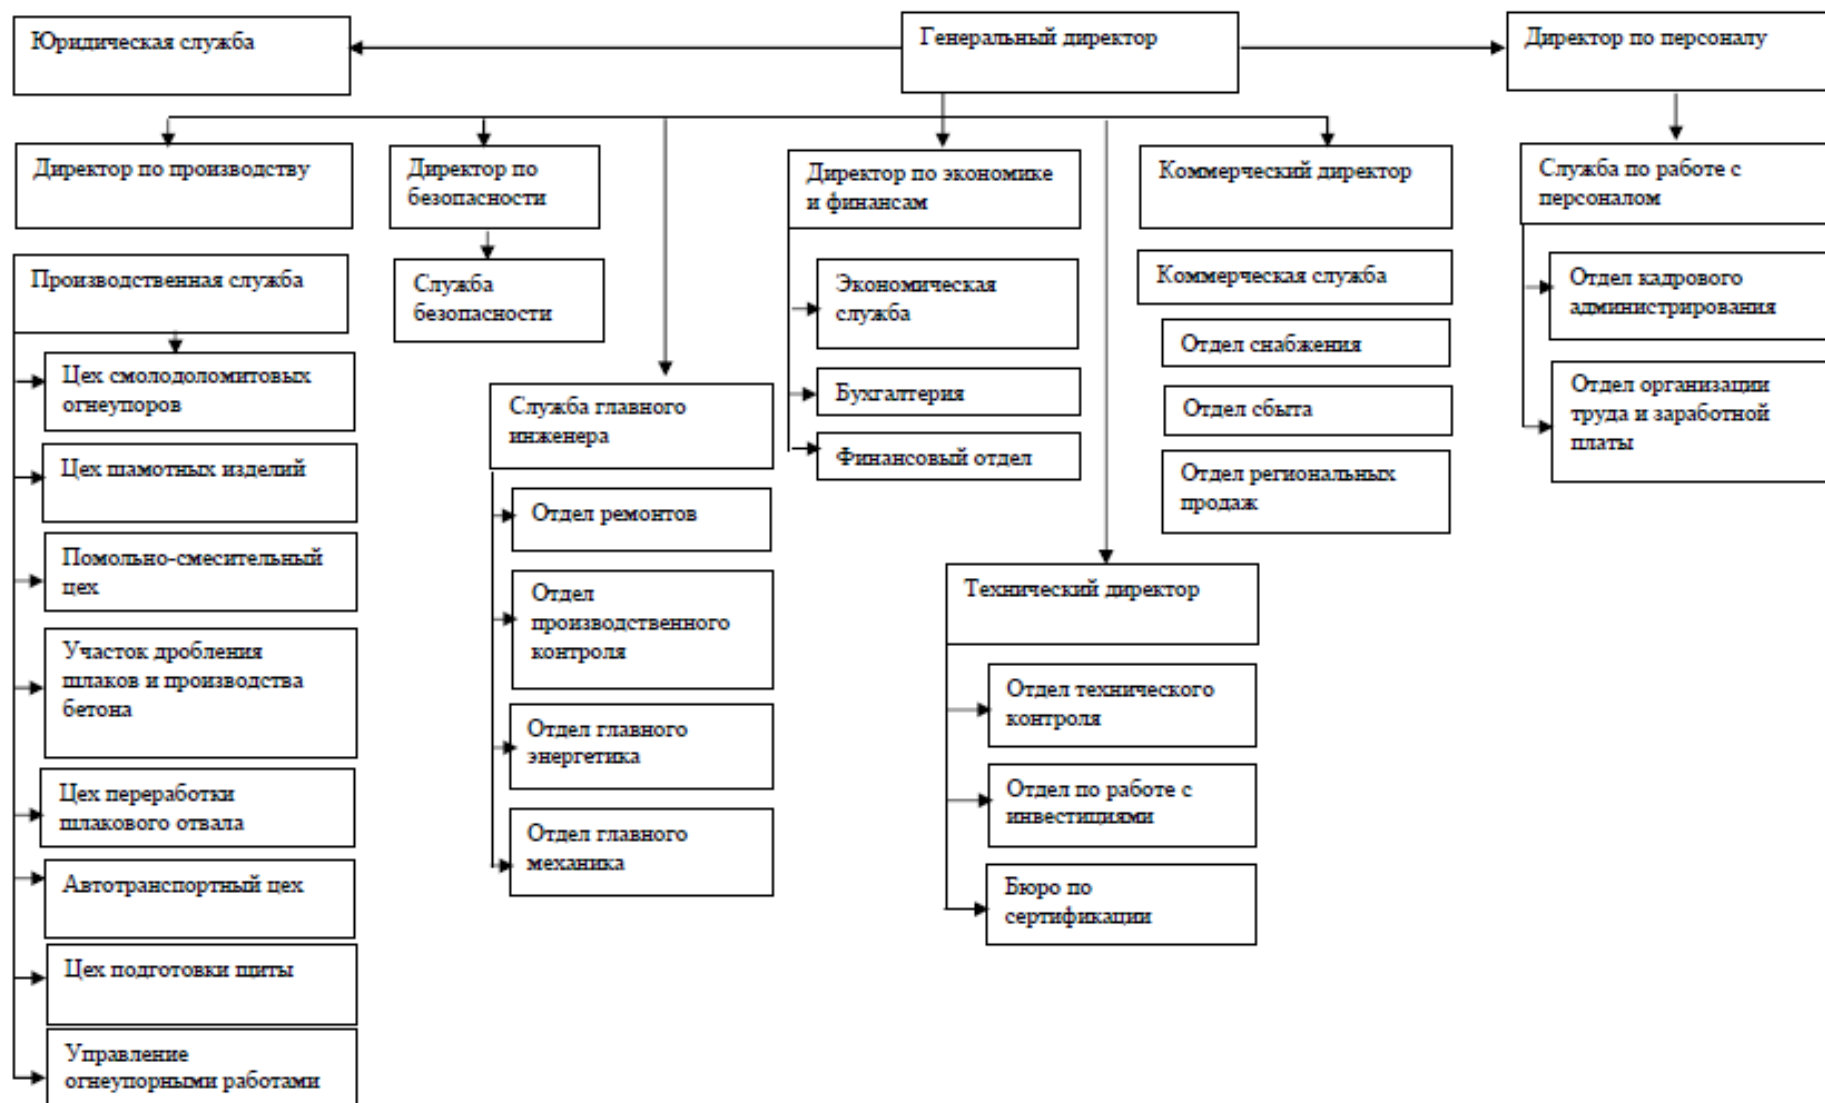 Юридическая служба
Генеральный директор
Директор по персоналу
Директор по производству
Директор по
безопасности
Директор по экономике
и финансам
Коммерческий директор
Служба по работе с
персоналом
Производственная служба
Служба
безопасности
Экономическая
служба
Коммерческая служба
Отдел кадрового
администрирования
Цех смолодоломитовых
огнеупоров
Служба главного
инженера
Бухгалтерия
Финансовый отдел
Отдел снабжения
Отдел сбыта
Отдел региональных
продаж
Отдел организации
труда и заработной
платы
Цех шамотных изделий
Отдел ремонтов
Помольно-смесительный
цех
Отдел
производственного
контроля
Технический директор
Участок дробления
шлаков и производства
бетона
Отдел главного
энергетика
Отдел технического
контроля
Цех переработки
шлакового отвала
Отдел главного
механика
Отдел по работе с
инвестициями
Автотранспортный цех
Бюро по
сертификации
Цех подготовки щиты
Управление
огнеупорными работами